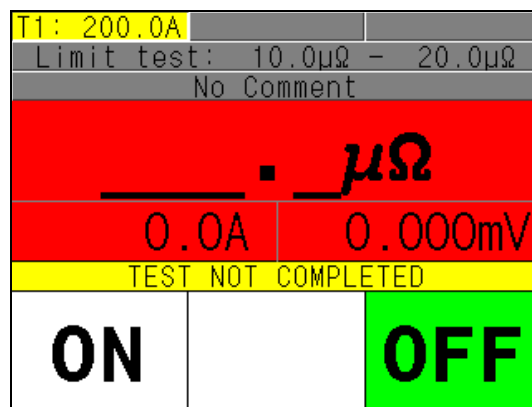 T1: 200.0A
Limit test: 10.0µΩ - 20.0µΩ
No Comment
___._µΩ
0.0A 0.000mV
TEST NOT COMPLETED
ON OFF